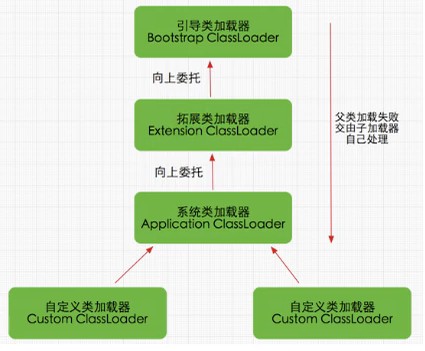 引导类加载器
Bootstrap ClassLoader
向上委托
拓展类加载器
Extension ClassLoader
父类加载失败
交由子加载器
自己处理
向上委托
系统类加载器
Application ClassLoader
自定义类加载器
Custom ClassLoader
自定义类加载器
Custom ClassLoader